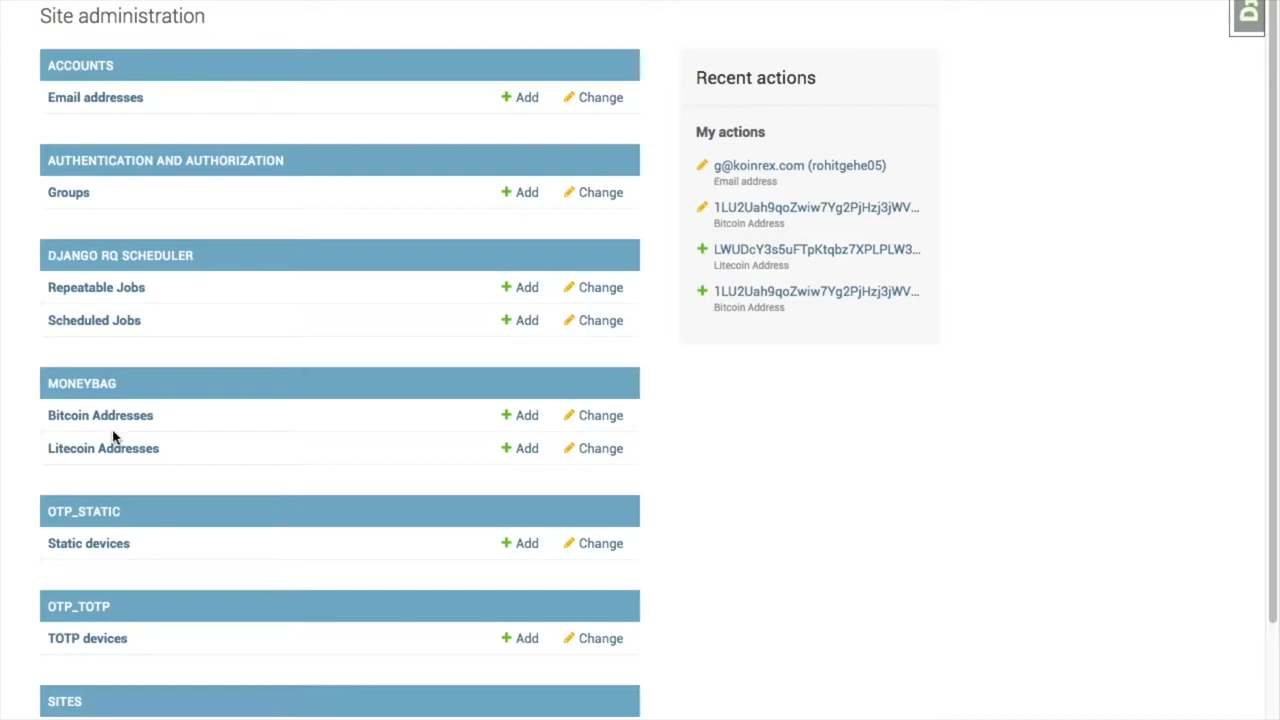 Site administration
ACCOUNTS
Email addresses
Add
Change
AUTHENTICATION AND AUTHORIZATION
Groups
Add
Change
DJANGO RQ SCHEDULER
Repeatable Jobs
Add
Change
Scheduled Jobs
Add
Change
MONEYBAG
Bitcoin Addresses
Add
Change
Litecoin Addresses
Add
Change
OTP_STATIC
Static devices
Add
Change
OTP_TOTP
TOTP devices
Add
Change
SITES
Recent actions
My actions
g@koinrex.com (rohitgehe05)
Email address
1LU2Uah9qoZwiw7Yg2PjHzj3jWV...
Bitcoin Address
LWUDcY3s5uFTpKtqbz7XPLPLW3...
Litecoin Address
1LU2Uah9qoZwiw7Yg2PjHzj3jWV...
Bitcoin Address